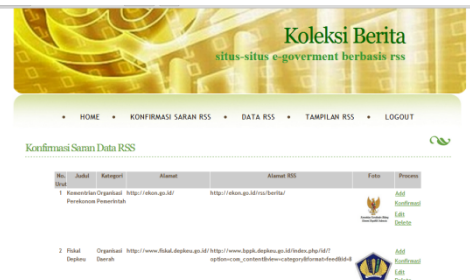 Koleksi Berita
situs-situs e-goverment berbasis rss
• HOME • KONFIRMASI SARAN RSS • DATA RSS • TAMPILAN RSS • LOGOUT
Konfirmasi Saran Data RSS
No. Urut Judul Kategori Alamat Alamat RSS Foto Process
1 Kementrian Perekonom Organisasi Pemerintah http://ekon.go.id/ http://ekon.go.id/rss/berita/ Add Konfirmasi Edit Delete
2 Fiskal Depkeu Organisasi Daerah http://www.fiskal.depkeu.go.id/ http://www.bppk.depkeu.go.id/index.php/id/?option=com_content&view=category&format=feed&id=8 Add Konfirmasi Edit Delete